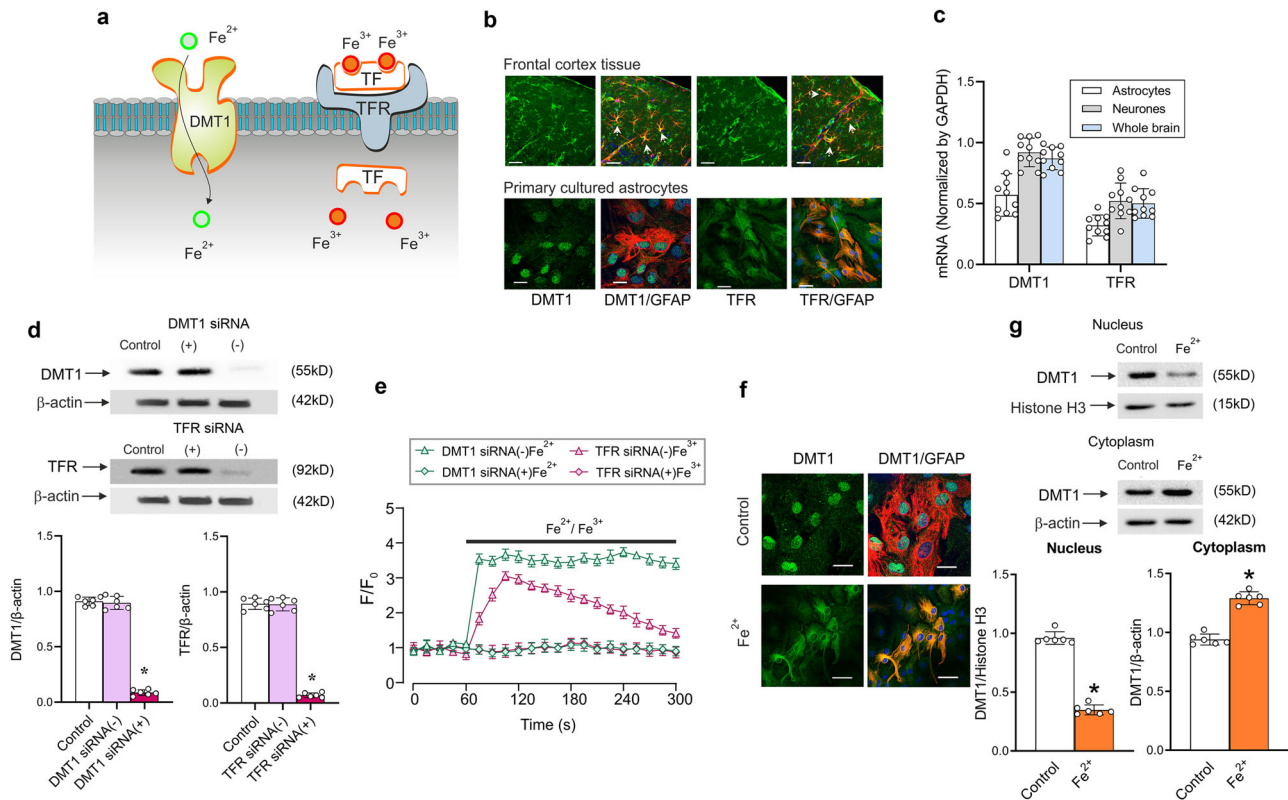 a
Fe2+
Fe3+ Fe3+
TF
TFR
DMT1
TF
Fe2+
Fe3+
Fe3+
b
Frontal cortex tissue
Primary cultured astrocytes
DMT1 DMT1/GFAP TFR TFR/GFAP
c
mRNA (Normalized by GAPDH)
1.5
1.0
0.5
0.0
Astrocytes
Neurones
Whole brain
DMT1 TFR
d
DMT1 siRNA
Control (+) (-)
DMT1 (55kD)
β-actin (42kD)
TFR siRNA
Control (+) (-)
TFR (92kD)
β-actin (42kD)
DMT1/β-actin
1.5
1.0
0.5
0.0
*
Control
DMT1 siRNA(-)
DMT1 siRNA(+)
TFR/β-actin
1.5
1.0
0.5
0.0
*
Control
TFR siRNA(-)
TFR siRNA(+)
e
DMT1 siRNA(-)Fe2+ TFR siRNA(-)Fe3+
DMT1 siRNA(+)Fe2+ TFR siRNA(+)Fe3+
Fe2+/ Fe3+
F/F0
5
4
3
2
1
0
0 60 120 180 240 300
Time (s)
f
DMT1 DMT1/GFAP
Control
Fe2+
g
Nucleus
Control Fe2+
DMT1 (55kD)
Histone H3 (15kD)
Cytoplasm
Control Fe2+
DMT1 (55kD)
β-actin (42kD)
Nucleus
DMT1/Histone H3
1.5
1.0
0.5
0.0
*
Control
Fe2+
Cytoplasm
DMT1/β-actin
1.5
1.0
0.5
0.0
*
Control
Fe2+